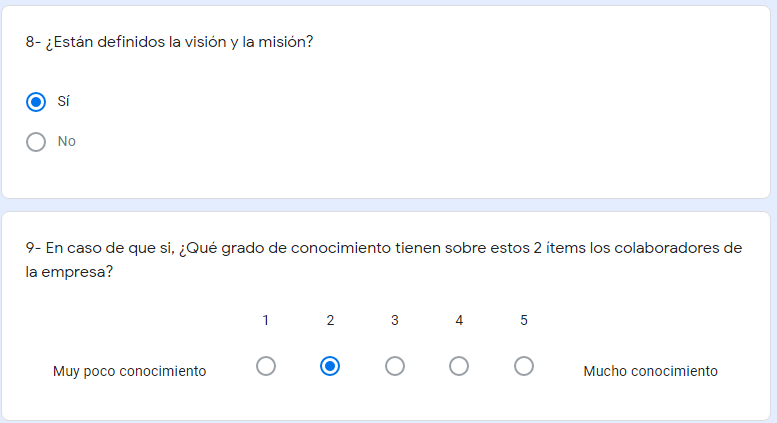 8- ¿Están definidos la visión y la misión?
Sí
No
9- En caso de que si, ¿Qué grado de conocimiento tienen sobre estos 2 ítems los colaboradores de
la empresa?
1 2 3 4 5
Muy poco conocimiento Mucho conocimiento